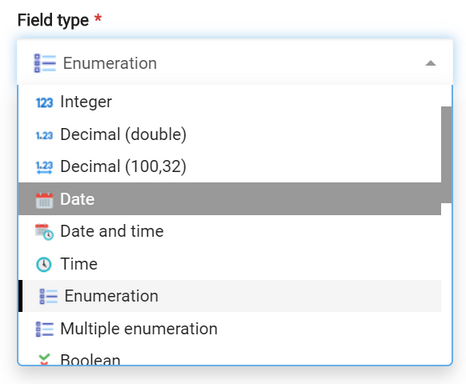 Field type *
Enumeration
123 Integer
1.23 Decimal (double)
1.23 Decimal (100,32)
Date
Date and time
Time
Enumeration
Multiple enumeration
Boolean